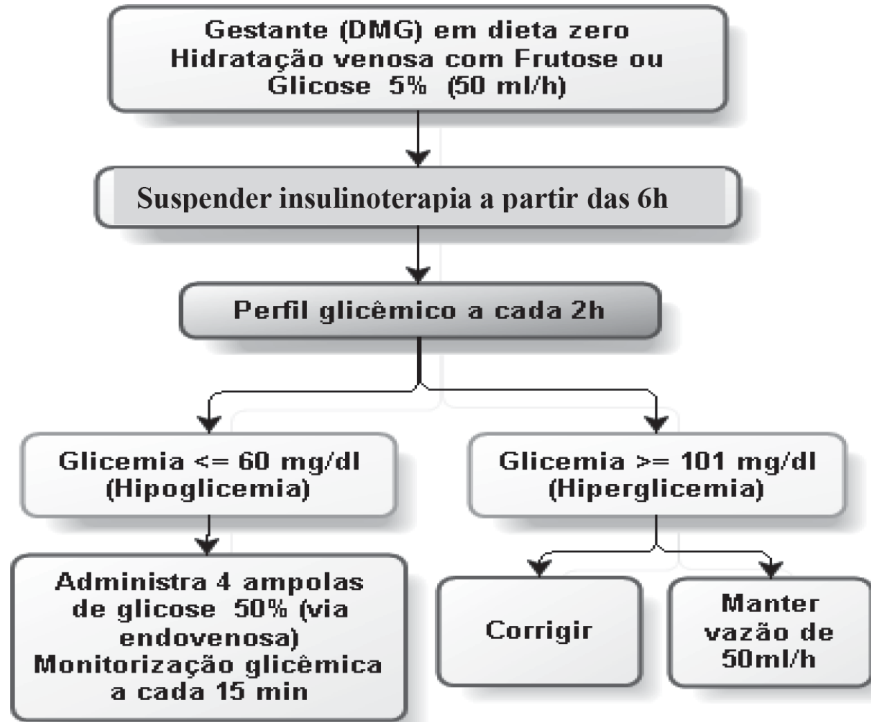 Gestante (DMG) em dieta zero
Hidratação venosa com Frutose ou
Glicose 5% (50 ml/h)
Suspender insulinoterapia a partir das 6h
Perfil glicêmico a cada 2h
Glicemia <= 60 mg/dl
(Hipoglicemia)
Glicemia >= 101 mg/dl
(Hiperglicemia)
Administra 4 ampolas
de glicose 50% (via
endovenosa)
Monitorização glicêmica
a cada 15 min
Corrigir
Manter
vazão de
50ml/h